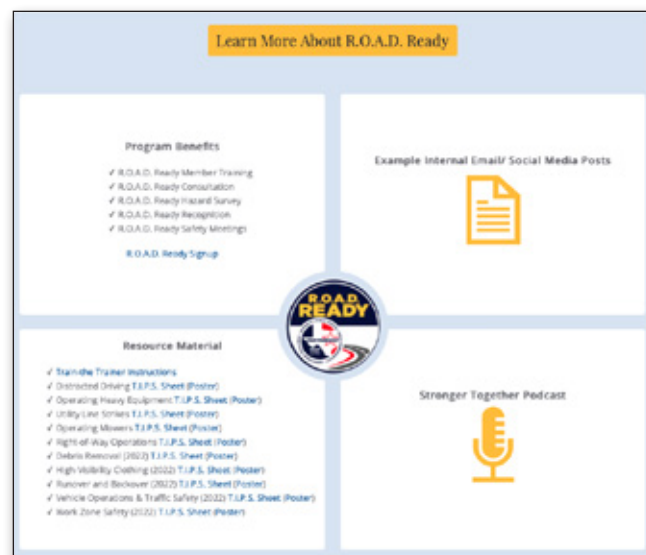 Learn More About R.O.A.D. Ready
Program Benefits
✓ R.O.A.D. Ready Member Training
✓ R.O.A.D. Ready Consultation
✓ R.O.A.D. Ready Hazard Survey
✓ R.O.A.D. Ready Recognition
✓ R.O.A.D. Ready Safety Meetings
R.O.A.D. Ready Signup
Example Internal Email/ Social Media Posts
R.O.A.D.
READY
Resource Material
✓ Train-the-Trainer Instructions
✓ Distracted Driving T.I.P.S. Sheet (Poster)
✓ Operating Heavy Equipment T.I.P.S. Sheet (Poster)
✓ Utility Line Strikes T.I.P.S. Sheet (Poster)
✓ Operating Mowers T.I.P.S. Sheet (Poster)
✓ Right-of-Way Operations T.I.P.S. Sheet (Poster)
✓ Debris Removal (2022) T.I.P.S. Sheet (Poster)
✓ High Visibility Clothing (2022) T.I.P.S. Sheet (Poster)
✓ Runover and Backover (2022) T.I.P.S. Sheet (Poster)
✓ Vehicle Operations & Traffic Safety (2022) T.I.P.S. Sheet (Poster)
✓ Work Zone Safety (2022) T.I.P.S. Sheet (Poster)
Stronger Together Podcast